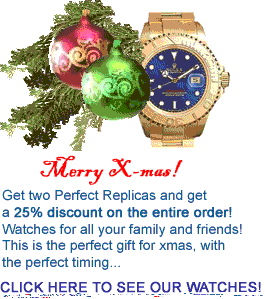 Merry X-mas!
Get two Perfect Replicas and get
a 25% discount on the entire order!
Watches for all your family and friends!
This is the perfect gift for xmas, with
the perfect timing...
CLICK HERE TO SEE OUR WATCHES!